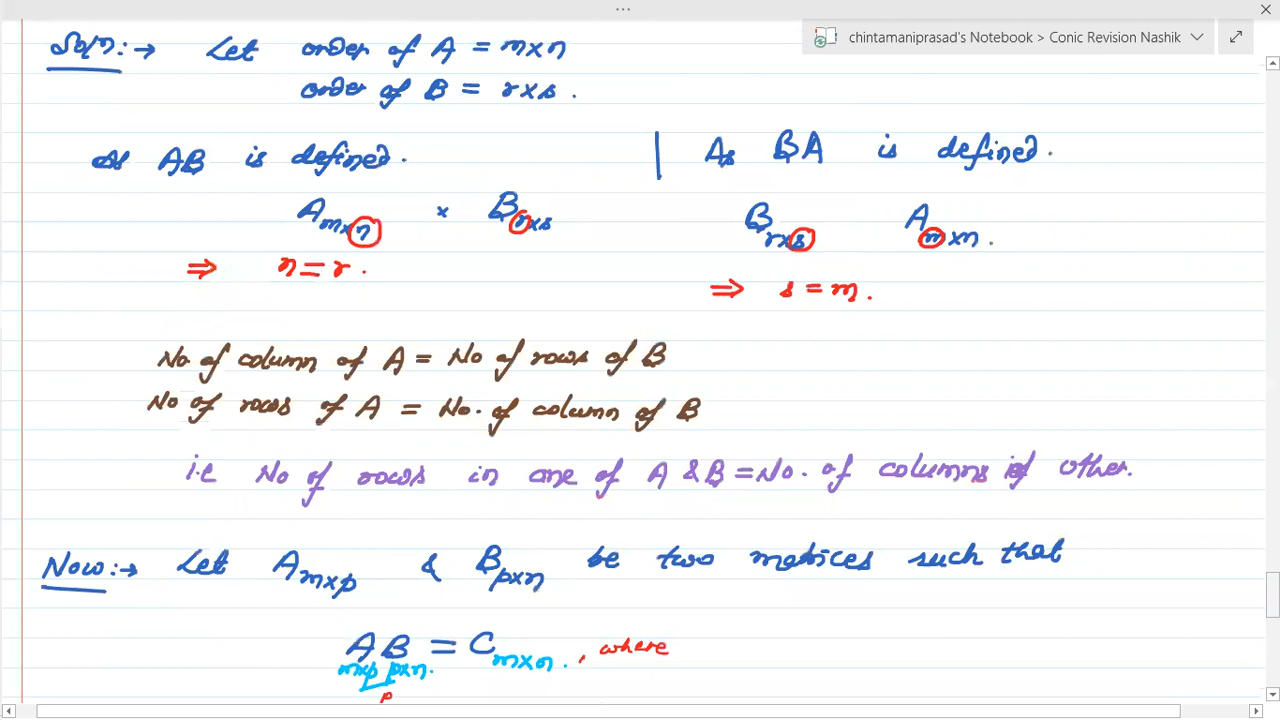 chintamaniprasad's Notebook > Conic Revision Nashik
Solⁿ:→ Let order of A = m×n
order of B = r×s .
As AB is defined.
A m×n × B r×s
⇒ n = r .
As BA is defined.
B r×s A m×n .
⇒ s = m .
No of column of A = No of rows of B
No of rows of A = No. of column of B
i.e No of rows in one of A & B = No. of columns of other.
Now:→ Let A m×p & B p×n be two matrices such that
AB = C m×n . , where
m×p p×n.
p